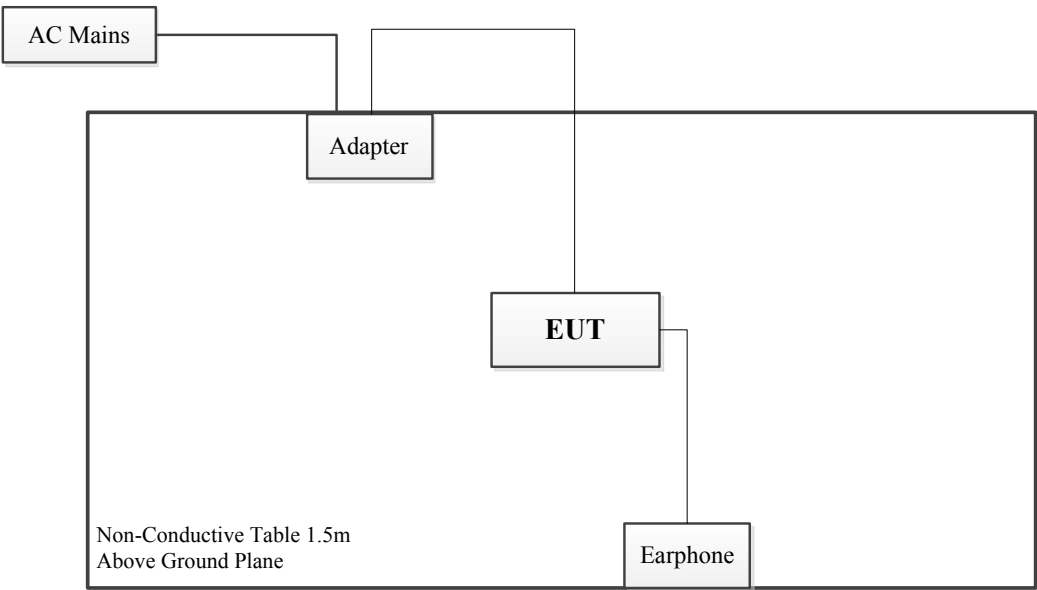 AC Mains
Adapter
EUT
Non-Conductive Table 1.5m
Above Ground Plane
Earphone